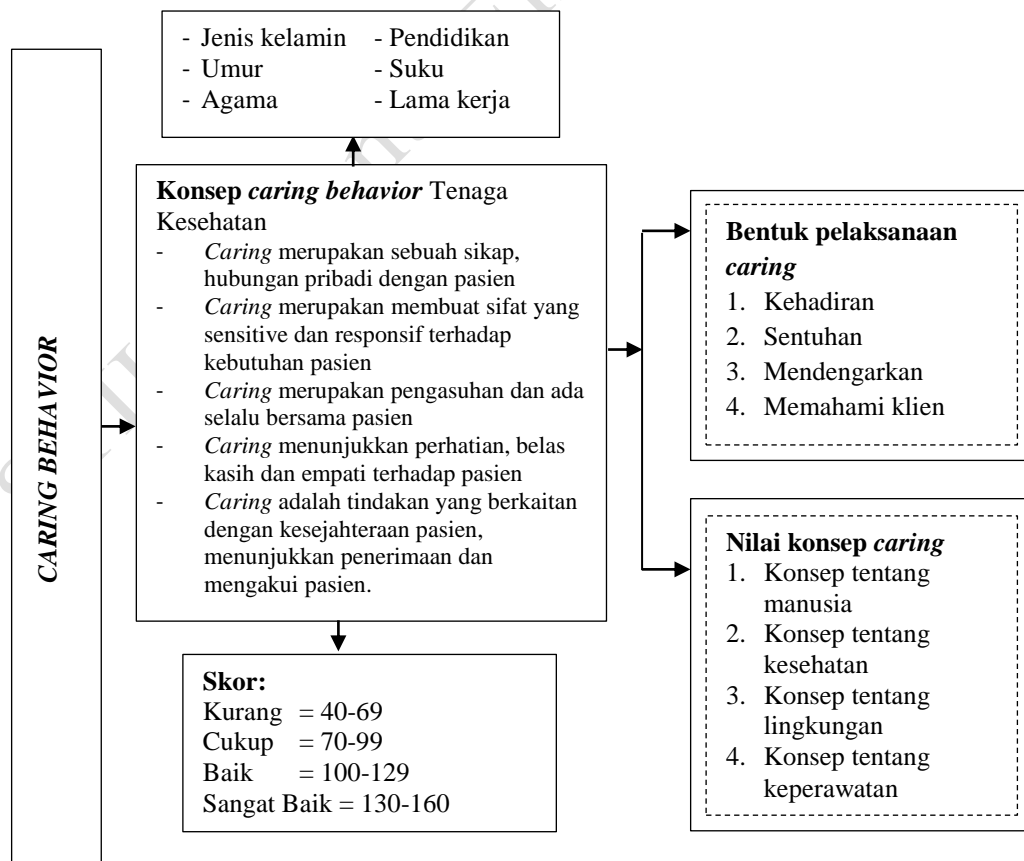 - Jenis kelamin - Pendidikan
- Umur - Suku
- Agama - Lama kerja
CARING BEHAVIOR
Konsep caring behavior Tenaga
Kesehatan
- Caring merupakan sebuah sikap,
hubungan pribadi dengan pasien
- Caring merupakan membuat sifat yang
sensitive dan responsif terhadap
kebutuhan pasien
- Caring merupakan pengasuhan dan ada
selalu bersama pasien
- Caring menunjukkan perhatian, belas
kasih dan empati terhadap pasien
- Caring adalah tindakan yang berkaitan
dengan kesejahteraan pasien,
menunjukkan penerimaan dan
mengakui pasien.
Bentuk pelaksanaan
caring
1. Kehadiran
2. Sentuhan
3. Mendengarkan
4. Memahami klien
Nilai konsep caring
1. Konsep tentang
manusia
2. Konsep tentang
kesehatan
3. Konsep tentang
lingkungan
4. Konsep tentang
keperawatan
Skor:
Kurang = 40-69
Cukup = 70-99
Baik = 100-129
Sangat Baik = 130-160